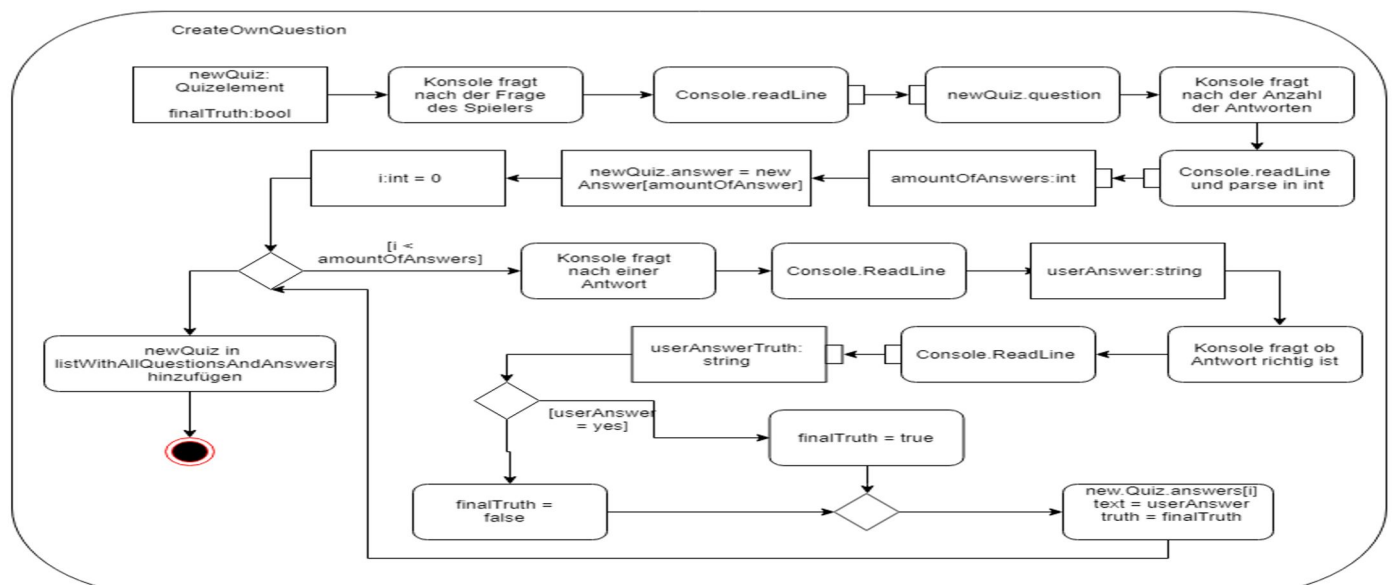 CreateOwnQuestion
newQuiz:
Quizelement
finalTruth:bool
Konsole fragt
nach der Frage
des Spielers
Console.readLine
newQuiz.question
Konsole fragt
nach der Anzahl
der Antworten
Console.readLine
und parse in int
amountOfAnswers:int
newQuiz.answer = new
Answer[amountOfAnswer]
i:int = 0
[i <
amountOfAnswers]
Konsole fragt
nach einer
Antwort
Console.ReadLine
userAnswer:string
Konsole fragt ob
Antwort richtig ist
Console.ReadLine
userAnswerTruth:
string
[userAnswer
= yes]
finalTruth = true
finalTruth =
false
new.Quiz.answers[i]
text = userAnswer
truth = finalTruth
newQuiz in
listWithAllQuestionsAndAnswers
hinzufügen